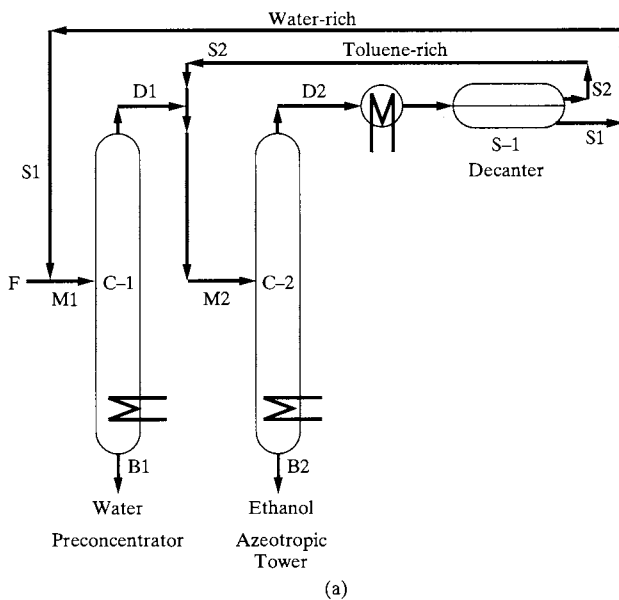 Water-rich
S2
Toluene-rich
D1
D2
S2
S1
S–1
Decanter
S1
F
M1
C–1
M2
C–2
B1
B2
Water
Ethanol
Preconcentrator
Azeotropic
Tower
(a)